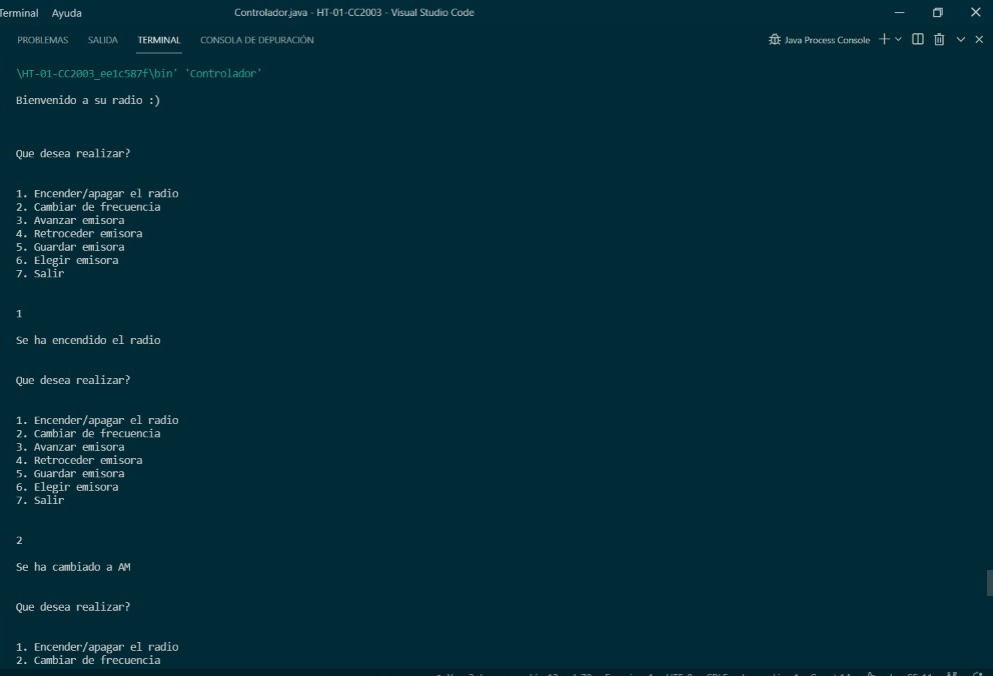 Terminal Ayuda
Controlador.java - HT-01-CC2003 - Visual Studio Code
PROBLEMAS SALIDA TERMINAL CONSOLA DE DEPURACIÓN
Java Process Console
\HT-01-CC2003_ee1c587f\bin' 'Controlador'
Bienvenido a su radio :)
Que desea realizar?
1. Encender/apagar el radio
2. Cambiar de frecuencia
3. Avanzar emisora
4. Retroceder emisora
5. Guardar emisora
6. Elegir emisora
7. Salir
1
Se ha encendido el radio
Que desea realizar?
1. Encender/apagar el radio
2. Cambiar de frecuencia
3. Avanzar emisora
4. Retroceder emisora
5. Guardar emisora
6. Elegir emisora
7. Salir
2
Se ha cambiado a AM
Que desea realizar?
1. Encender/apagar el radio
2. Cambiar de frecuencia